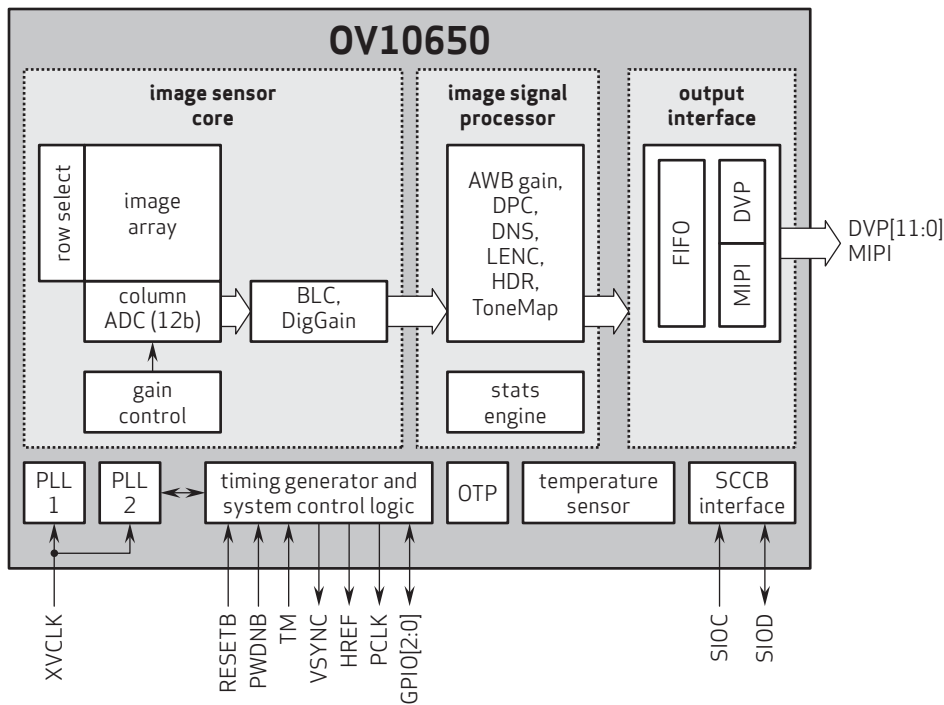 OV10650
image sensor
core
image signal
processor
output
interface
row select
image
array
column
ADC (12b)
BLC,
DigGain
gain
control
AWB gain,
DPC,
DNS,
LENC,
HDR,
ToneMap
stats
engine
FIFO
DVP
MIPI
DVP[11:0]
MIPI
PLL
1
PLL
2
timing generator and
system control logic
OTP
temperature
sensor
SCCB
interface
XVCLK
RESETB
PWDNB
TM
VSYNC
HREF
PCLK
GPIO[2:0]
SIOC
SIOD